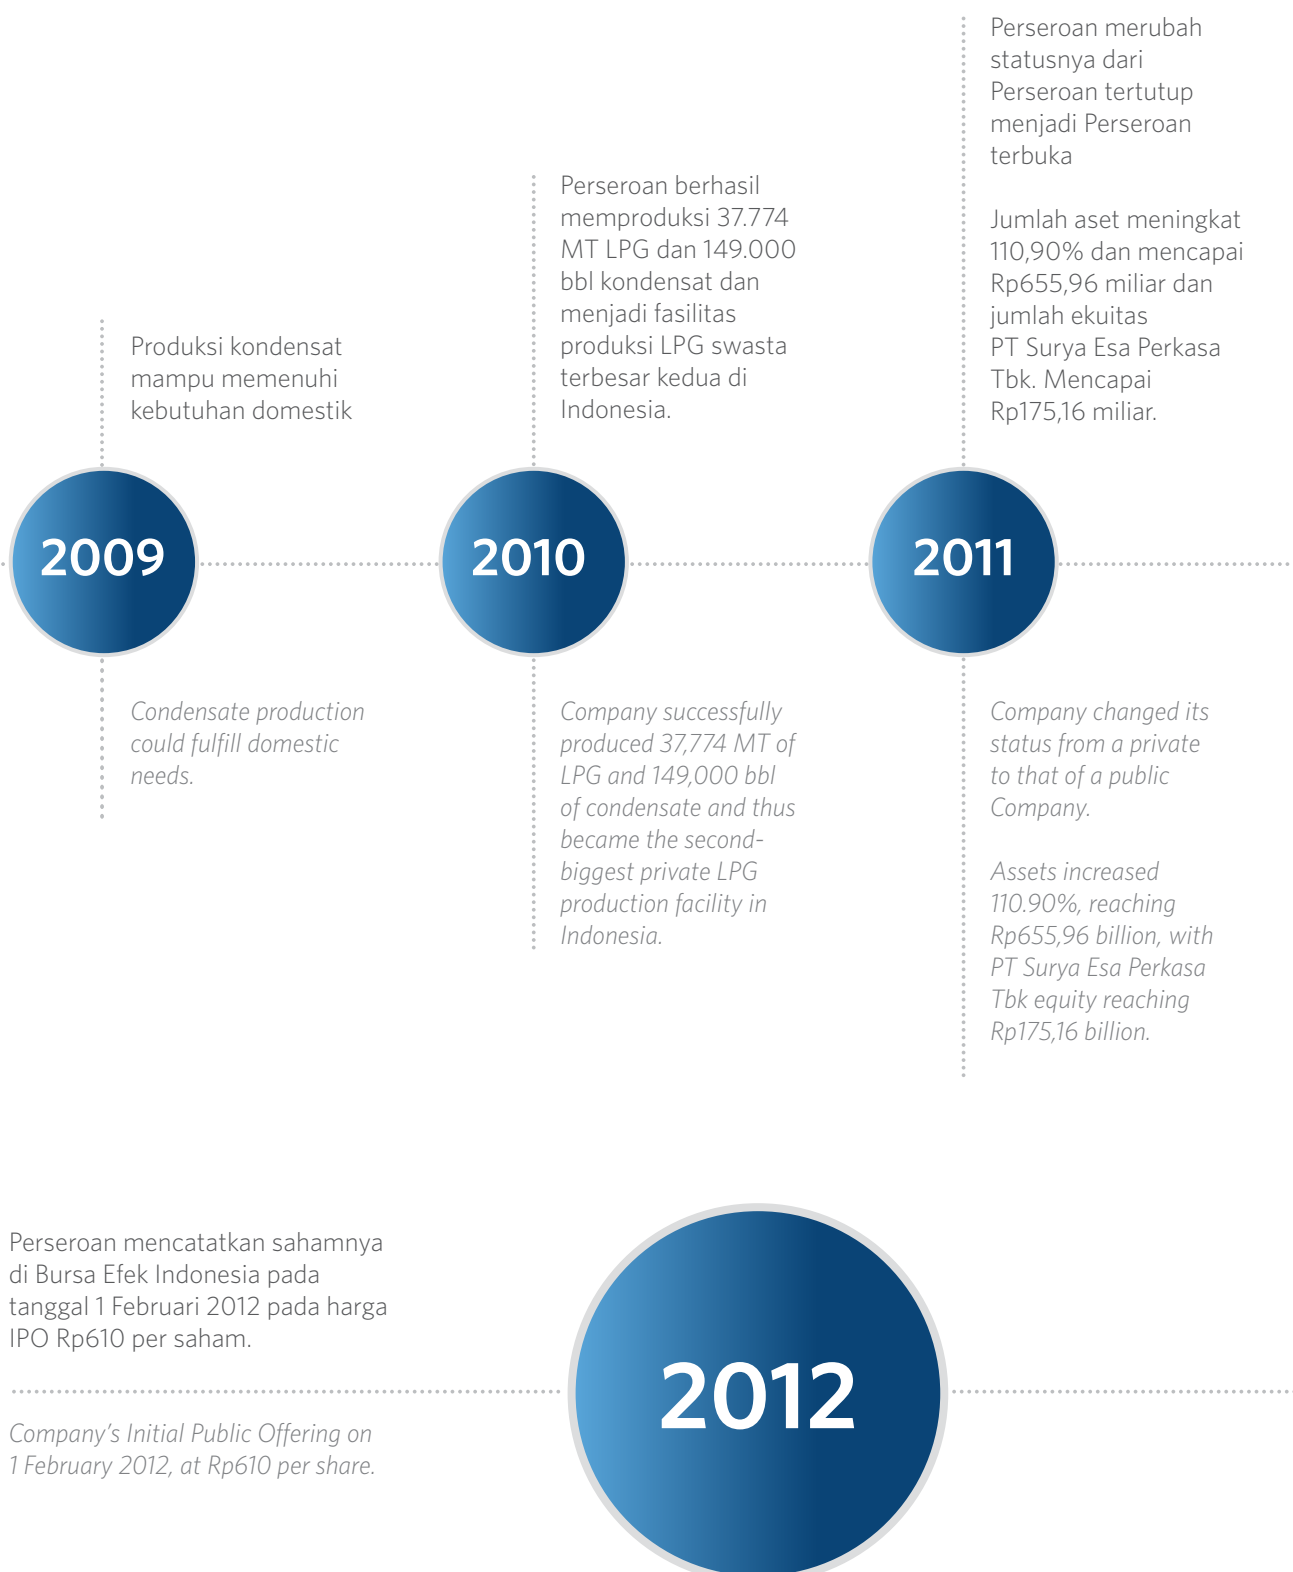 Produksi kondensat
mampu memenuhi
kebutuhan domestik
2009
Condensate production
could fulfill domestic
needs.
Perseroan berhasil
memproduksi 37.774
MT LPG dan 149.000
bbl kondensat dan
menjadi fasilitas
produksi LPG swasta
terbesar kedua di
Indonesia.
2010
Company successfully
produced 37,774 MT of
LPG and 149,000 bbl
of condensate and thus
became the second-
biggest private LPG
production facility in
Indonesia.
Perseroan merubah
statusnya dari
Perseroan tertutup
menjadi Perseroan
terbuka
Jumlah aset meningkat
110,90% dan mencapai
Rp655,96 miliar dan
jumlah ekuitas
PT Surya Esa Perkasa
Tbk. Mencapai
Rp175,16 miliar.
2011
Company changed its
status from a private
to that of a public
Company.
Assets increased
110.90%, reaching
Rp655,96 billion, with
PT Surya Esa Perkasa
Tbk equity reaching
Rp175,16 billion.
Perseroan mencatatkan sahamnya
di Bursa Efek Indonesia pada
tanggal 1 Februari 2012 pada harga
IPO Rp610 per saham.
2012
Company's Initial Public Offering on
1 February 2012, at Rp610 per share.